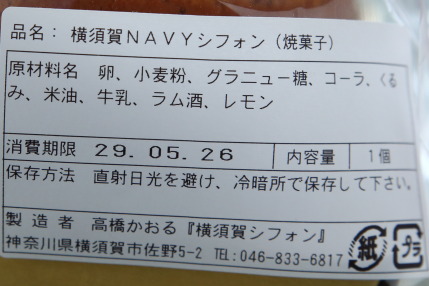 品名： 横須賀ＮＡＶＹシフォン（焼菓子）
原材料名 卵、小麦粉、グラニュー糖、コーラ、くる
み、米油、牛乳、ラム酒、レモン
消費期限 29.05.26 内容量 1個
保存方法 直射日光を避け、冷暗所で保存して下さい。
製造者 高橋かおる『横須賀シフォン』
神奈川県横須賀市佐野5-2 TEL:046-833-6817
紙 プラ